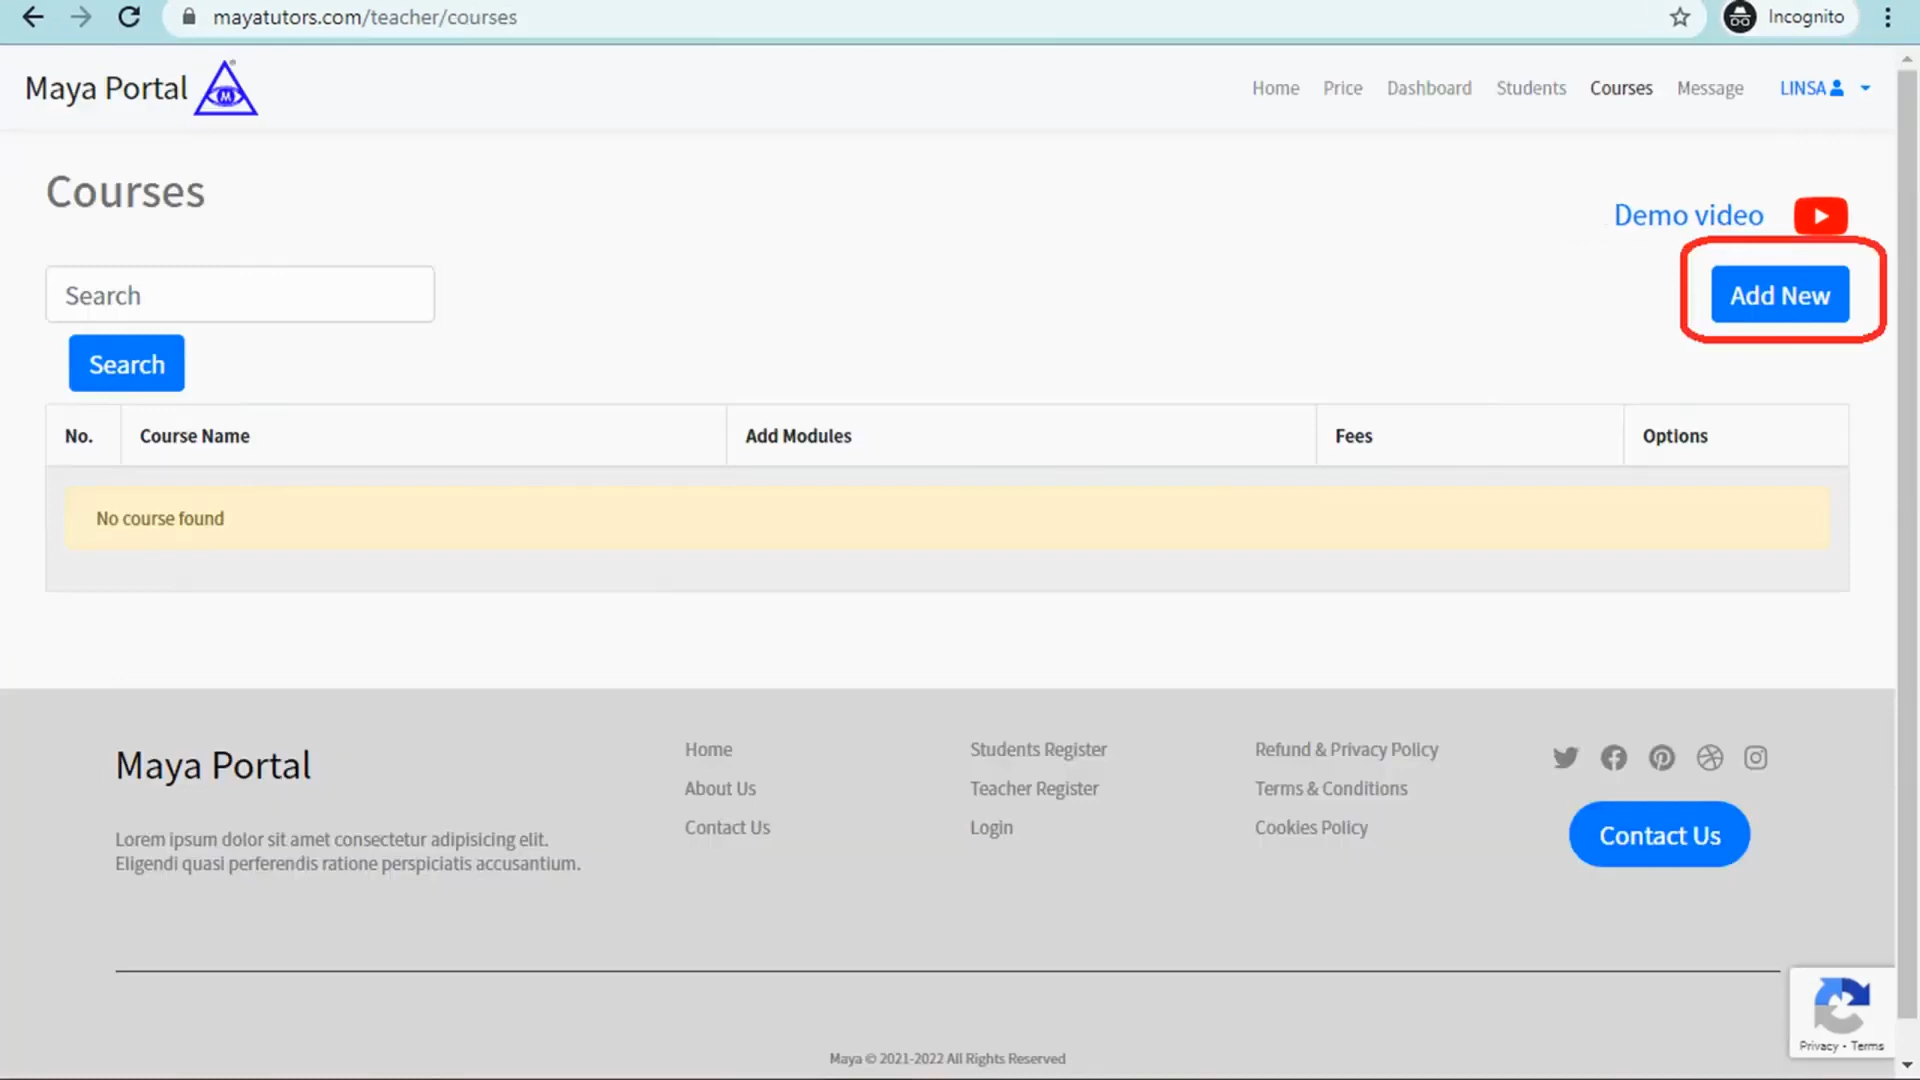 mayatutors.com/teacher/courses
Incognito
Maya Portal
M
Home Price Dashboard Students Courses Message LINSA
Courses
Demo video
Search
Add New
Search
No. Course Name Add Modules Fees Options
No course found
Maya Portal
Lorem ipsum dolor sit amet consectetur adipisicing elit.
Eligendi quasi perferendis ratione perspiciatis accusantium.
Home
About Us
Contact Us
Students Register
Teacher Register
Login
Refund & Privacy Policy
Terms & Conditions
Cookies Policy
Contact Us
Privacy - Terms
Maya © 2021-2022 All Rights Reserved